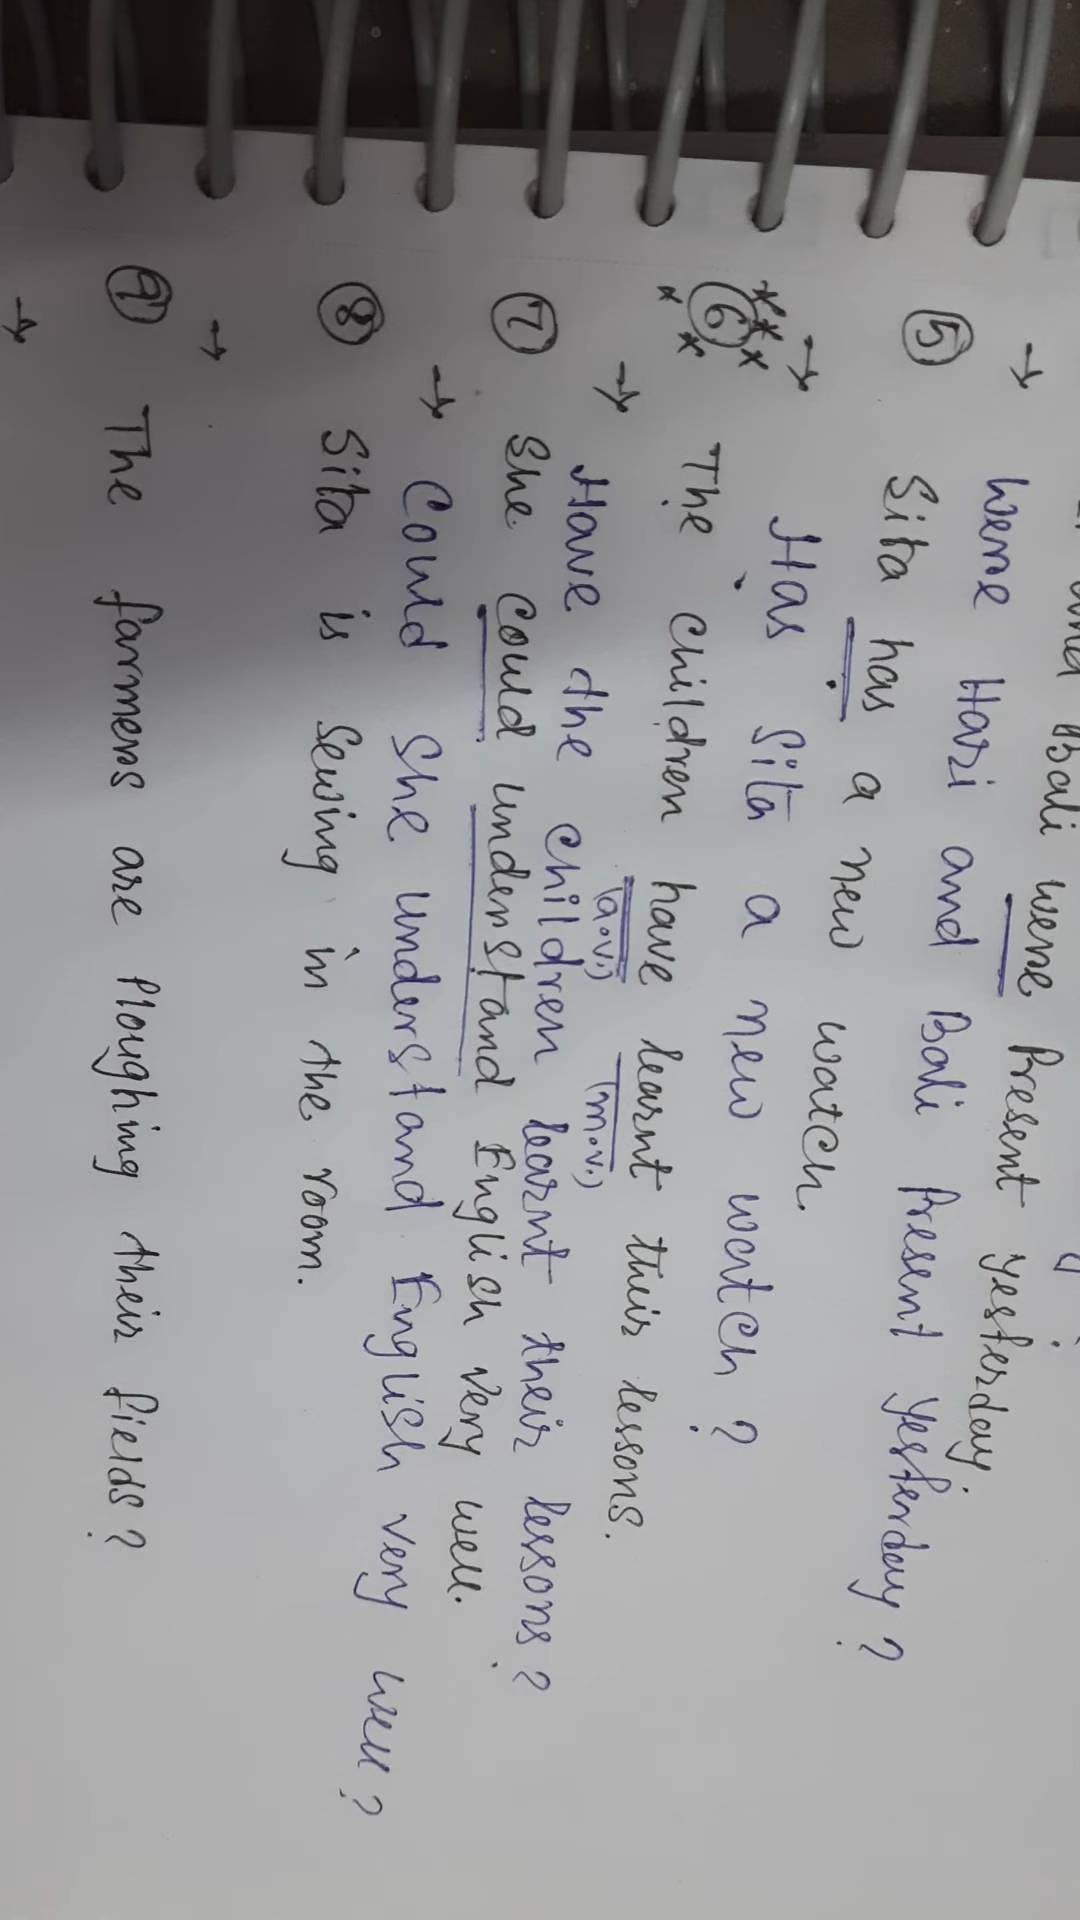 and Bali were Present yesterday.
→ Were Hari and Bali Present yesterday?
⑤ Sita has a new watch.
→ Has Sita a new watch?
⑥ The children have learnt their lessons.
(a.v.) (m.v.)
→ Have the children learnt their lessons?
⑦ She could understand English very well.
→ Could She understand English very well?
⑧ Sita is Sewing in the room.
→
⑨ The farmers are Ploughing their fields?
→